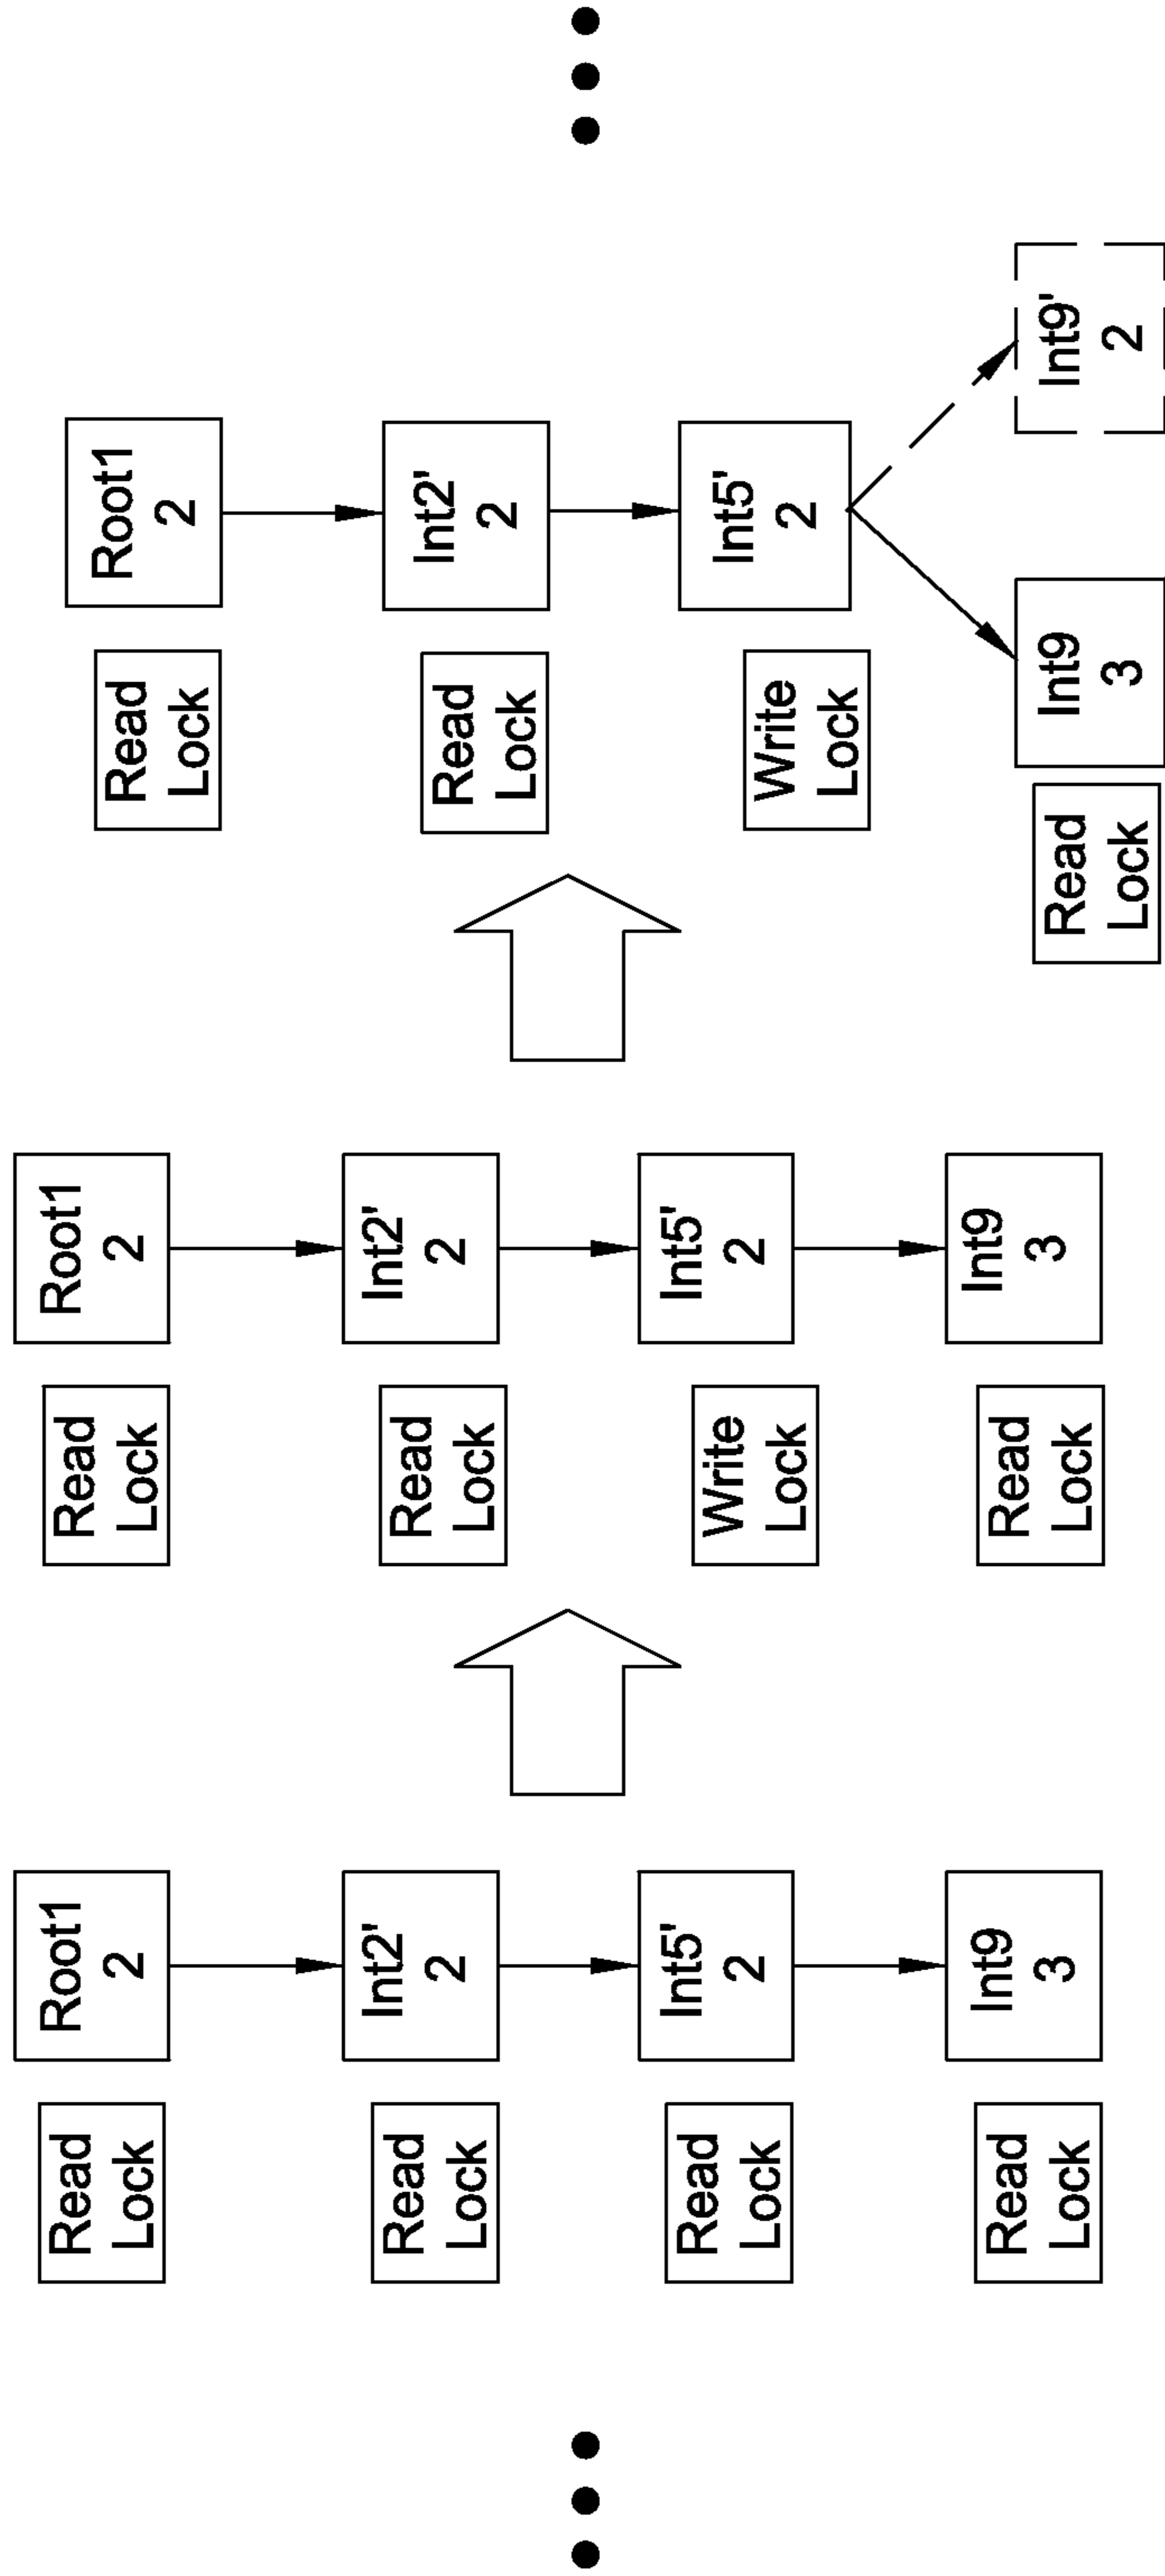 Read
Lock
Root1
2
Read
Lock
Int2'
2
Read
Lock
Int5'
2
Read
Lock
Int9
3
Read
Lock
Root1
2
Read
Lock
Int2'
2
Write
Lock
Int5'
2
Read
Lock
Int9
3
Read
Lock
Root1
2
Read
Lock
Int2'
2
Write
Lock
Int5'
2
Read
Lock
Int9
3
Int9'
2